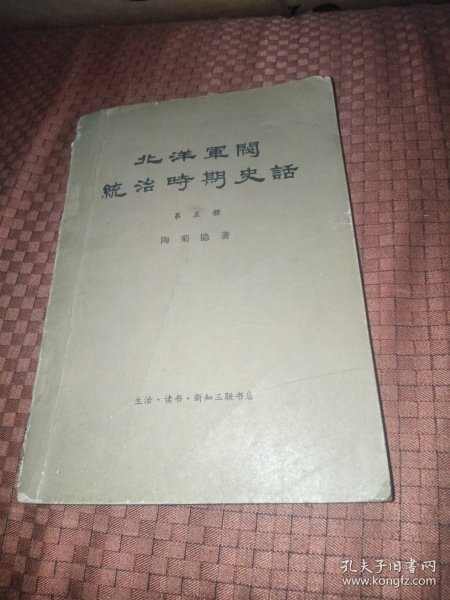 北洋軍閥
統治時期史話
第五册
陶菊隐著
生活·读书·新知三联书店
孔夫子旧书网
www.kongfz.com